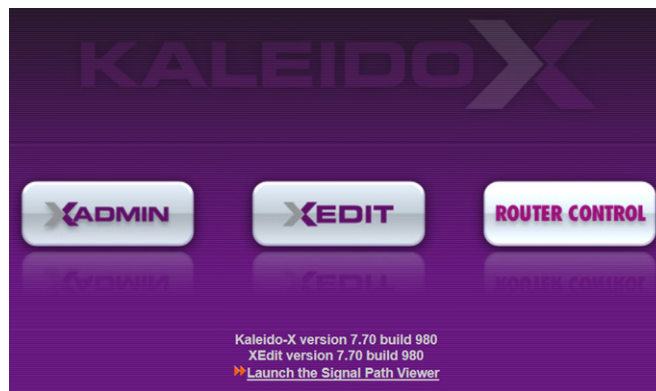 KALEIDOX
XADMIN
XEDIT
ROUTER CONTROL
Kaleido-X version 7.70 build 980
XEdit version 7.70 build 980
Launch the Signal Path Viewer